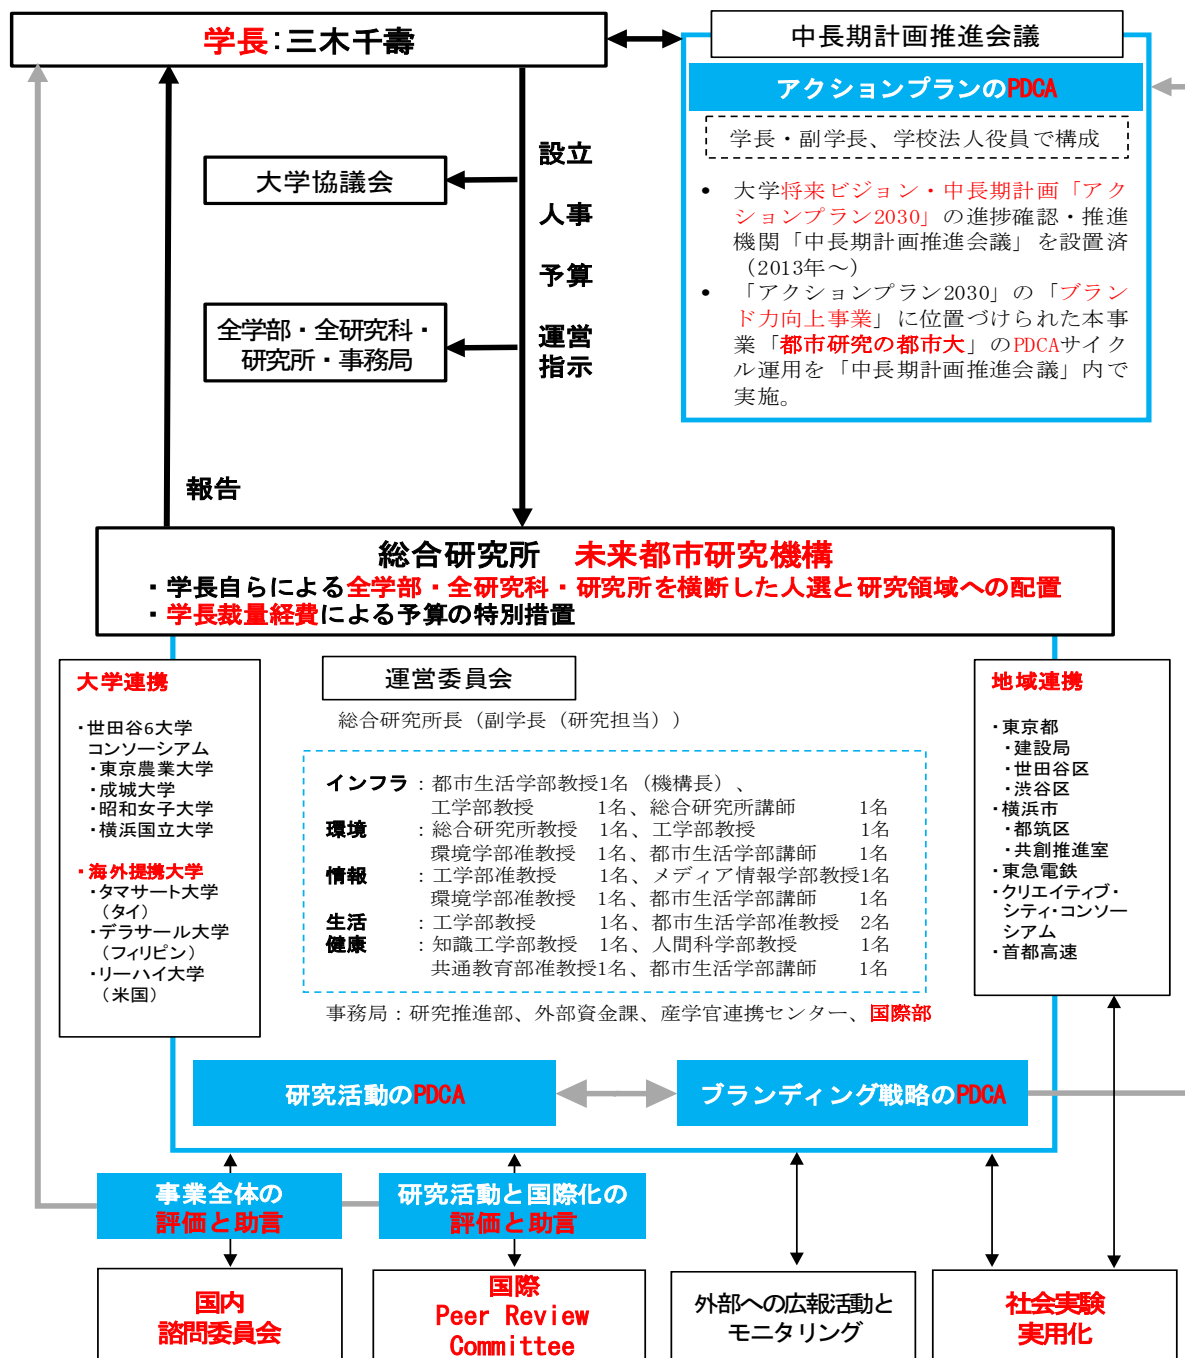 学長:三木千壽
中長期計画推進会議
アクションプランのPDCA
学長・副学長、学校法人役員で構成
• 大学将来ビジョン・中長期計画「アク
ションプラン2030」の進捗確認・推進
機関「中長期計画推進会議」を設置済
（2013年～）
• 「アクションプラン2030」の「ブラン
ド力向上事業」に位置づけられた本事
業「都市研究の都市大」のPDCAサイク
ル運用を「中長期計画推進会議」内で
実施。
設立
人事
予算
運営
指示
大学協議会
全学部・全研究科・
研究所・事務局
報告
総合研究所　未来都市研究機構
・学長自らによる全学部・全研究科・研究所を横断した人選と研究領域への配置
・学長裁量経費による予算の特別措置
大学連携
・世田谷6大学
コンソーシアム
・東京農業大学
・成城大学
・昭和女子大学
・横浜国立大学
・海外提携大学
・タマサート大学
（タイ）
・デラサール大学
（フィリピン）
・リーハイ大学
（米国）
運営委員会
総合研究所長（副学長（研究担当））
インフラ：都市生活学部教授1名（機構長）、
工学部教授　1名、総合研究所講師　1名
環境　：総合研究所教授　1名、工学部教授　1名
環境学部准教授　1名、都市生活学部講師　1名
情報　：工学部准教授　1名、メディア情報学部教授1名
環境学部准教授　1名、都市生活学部講師　1名
生活　：工学部教授　1名、都市生活学部准教授　2名
健康　：知識工学部教授　1名、人間科学部教授　1名
共通教育部准教授1名、都市生活学部講師　1名
事務局：研究推進部、外部資金課、産学官連携センター、国際部
地域連携
・東京都
・建設局
・世田谷区
・渋谷区
・横浜市
・都筑区
・共創推進室
・東急電鉄
・クリエイティブ・
シティ・コンソー
シアム
・首都高速
研究活動のPDCA
ブランディング戦略のPDCA
事業全体の
評価と助言
研究活動と国際化の
評価と助言
国内
諮問委員会
国際
Peer Review
Committee
外部への広報活動と
モニタリング
社会実験
実用化